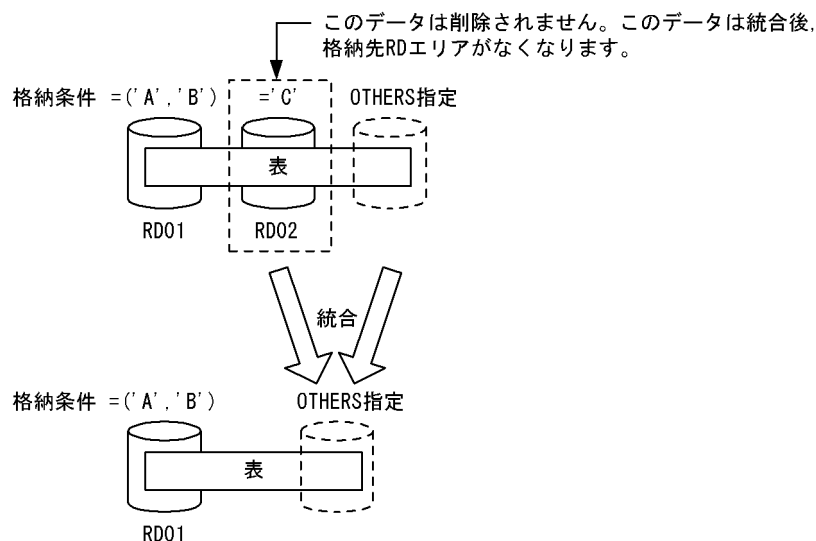 このデータは削除されません。このデータは統合後,
格納先RDエリアがなくなります。
格納条件 =('A','B') ='C' OTHERS指定
表
RD01 RD02
統合
格納条件 =('A','B') OTHERS指定
表
RD01